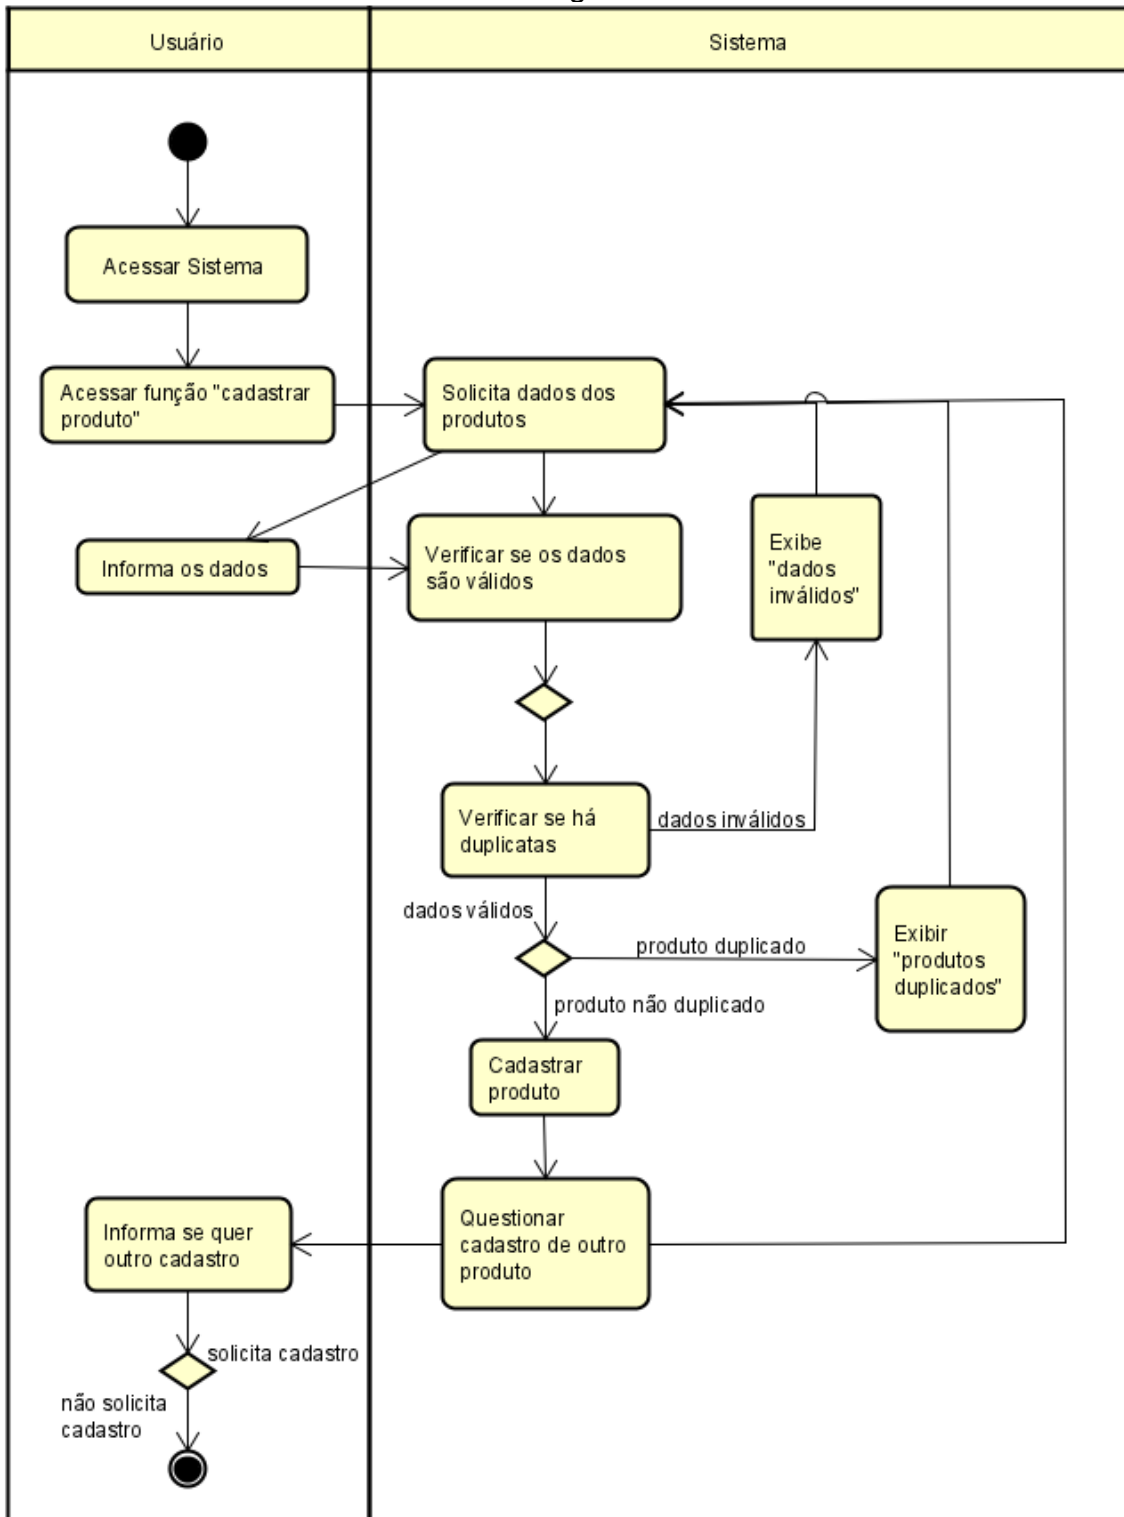 Usuário
Sistema
Acessar Sistema
Acessar função "cadastrar
produto"
Solicita dados dos
produtos
Informa os dados
Verificar se os dados
são válidos
Exibe
"dados
inválidos"
Verificar se há
duplicatas
dados inválidos
dados válidos
produto duplicado
Exibir
"produtos
duplicados"
produto não duplicado
Cadastrar
produto
Questionar
cadastro de outro
produto
Informa se quer
outro cadastro
solicita cadastro
não solicita
cadastro